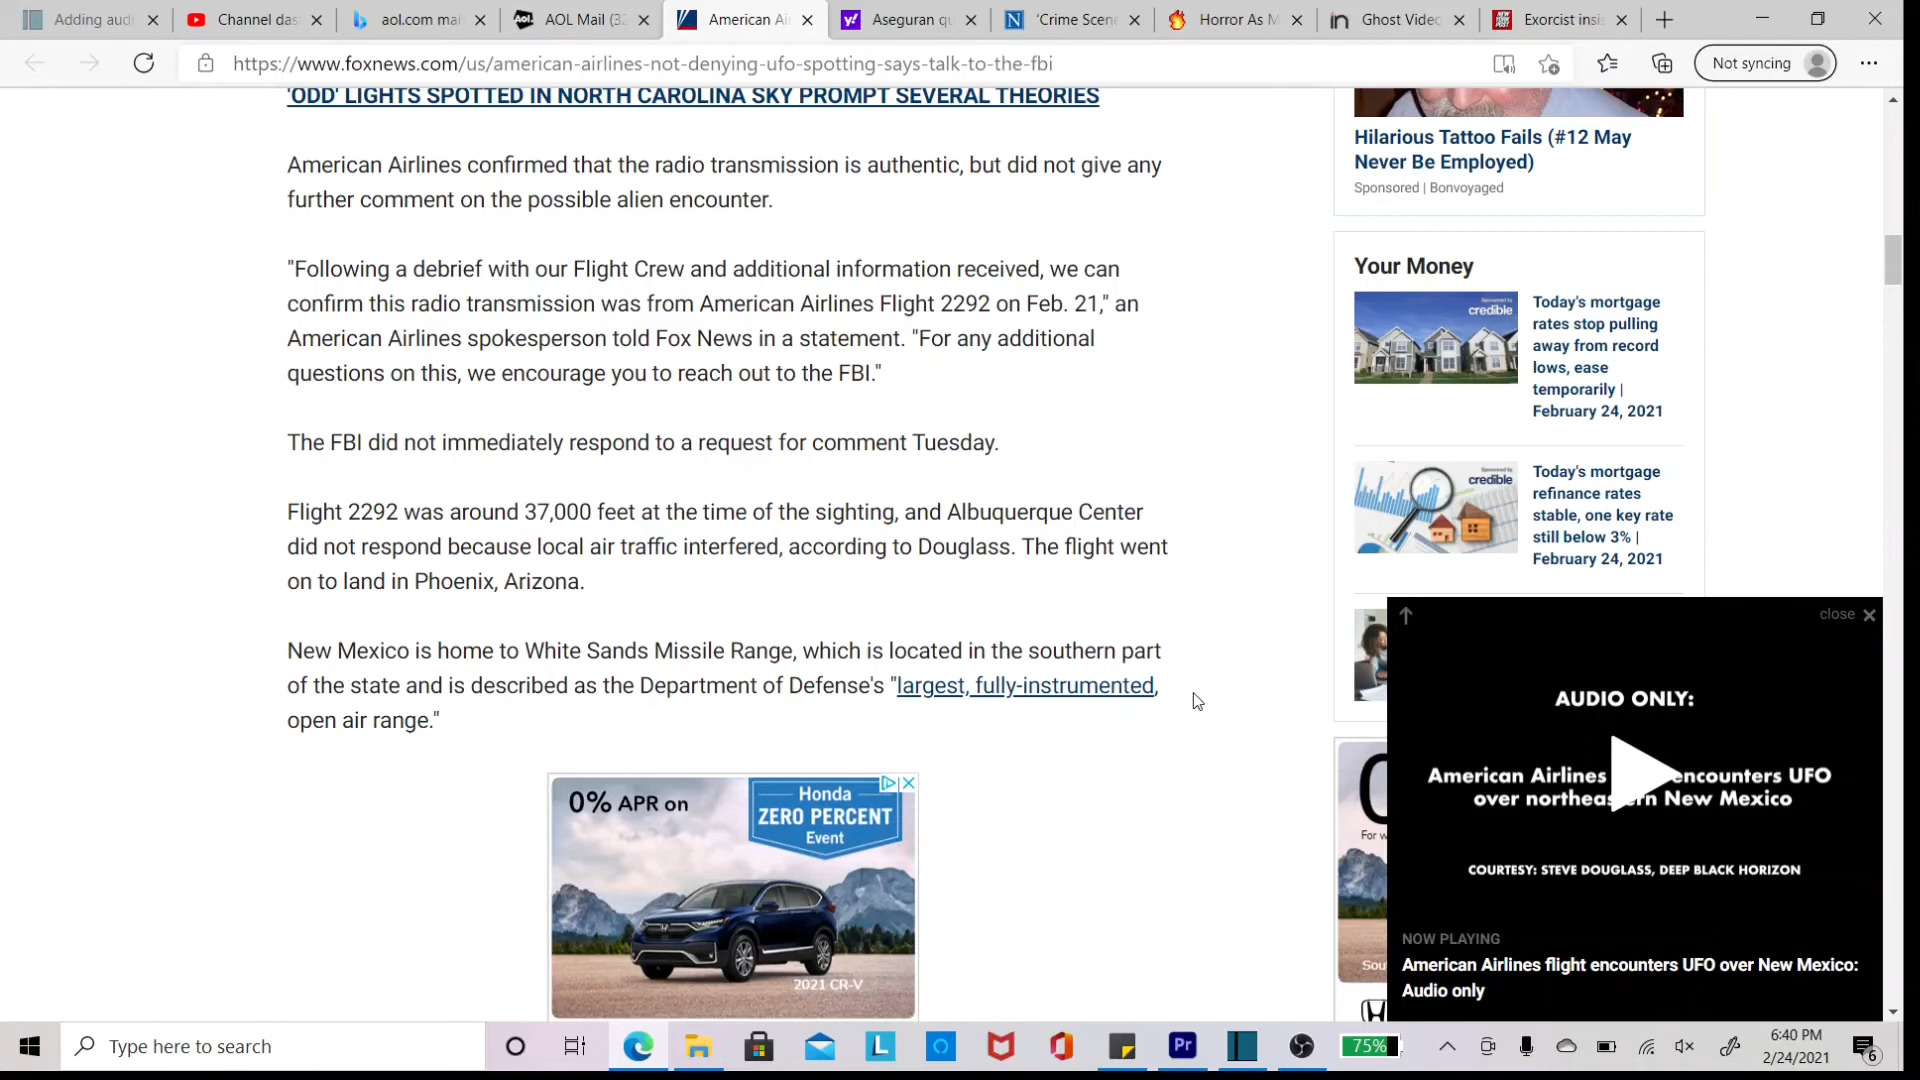 Adding aud
Channel das
aol.com mai
AOL Mail (32
American Ai
Aseguran qu
'Crime Scene
Horror As M
Ghost Video
Exorcist insi
https://www.foxnews.com/us/american-airlines-not-denying-ufo-spotting-says-talk-to-the-fbi
Not syncing
'ODD' LIGHTS SPOTTED IN NORTH CAROLINA SKY PROMPT SEVERAL THEORIES
American Airlines confirmed that the radio transmission is authentic, but did not give any
further comment on the possible alien encounter.
"Following a debrief with our Flight Crew and additional information received, we can
confirm this radio transmission was from American Airlines Flight 2292 on Feb. 21," an
American Airlines spokesperson told Fox News in a statement. "For any additional
questions on this, we encourage you to reach out to the FBI."
The FBI did not immediately respond to a request for comment Tuesday.
Flight 2292 was around 37,000 feet at the time of the sighting, and Albuquerque Center
did not respond because local air traffic interfered, according to Douglass. The flight went
on to land in Phoenix, Arizona.
New Mexico is home to White Sands Missile Range, which is located in the southern part
of the state and is described as the Department of Defense's "largest, fully-instrumented,
open air range."
0% APR on
Honda
ZERO PERCENT
Event
2021 CR-V
Hilarious Tattoo Fails (#12 May
Never Be Employed)
Sponsored | Bonvoyaged
Your Money
Sponsored by
credible
Today's mortgage
rates stop pulling
away from record
lows, ease
temporarily |
February 24, 2021
Sponsored by
credible
Today's mortgage
refinance rates
stable, one key rate
still below 3% |
February 24, 2021
0
For w
Sou
close
AUDIO ONLY:
American Airlines encounters UFO
over northeastern New Mexico
COURTESY: STEVE DOUGLASS, DEEP BLACK HORIZON
NOW PLAYING
American Airlines flight encounters UFO over New Mexico:
Audio only
Type here to search
L
Pr
75%
6:40 PM
2/24/2021
6